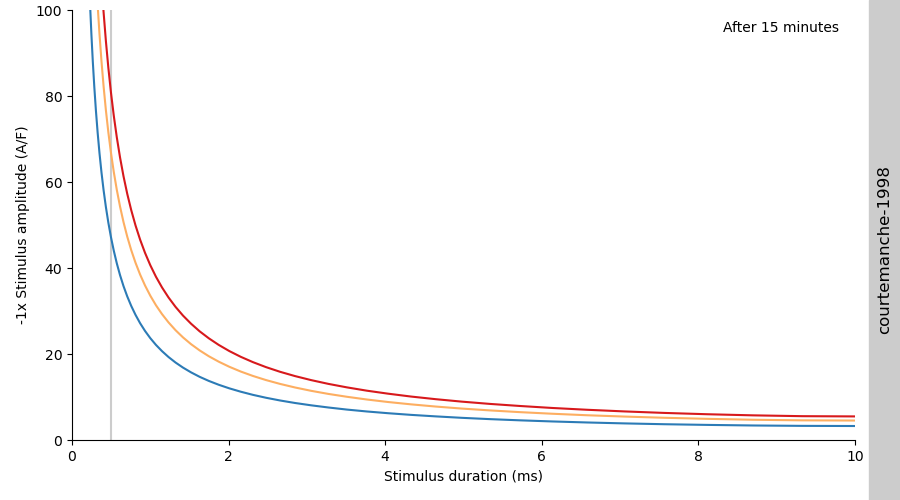 After 15 minutes
100
80
60
40
20
0
-1x Stimulus amplitude (A/F)
0 2 4 6 8 10
Stimulus duration (ms)
courtemanche-1998